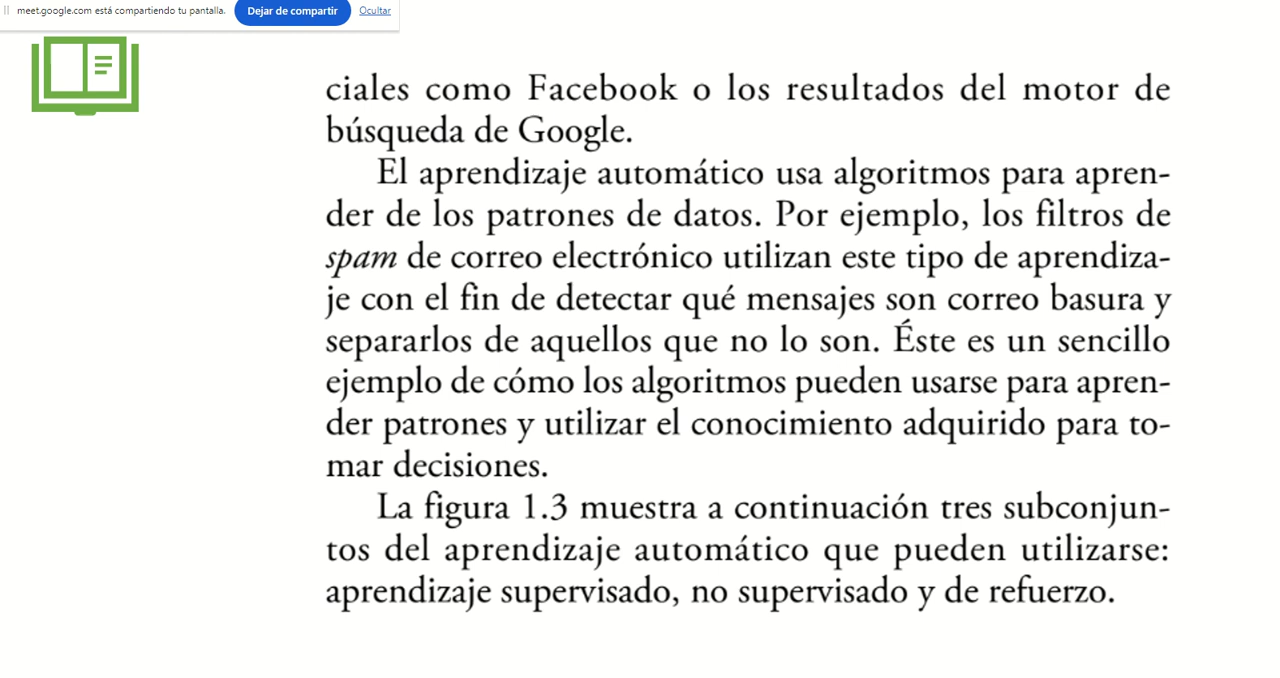 meet.google.com está compartiendo tu pantalla. Dejar de compartir Ocultar
ciales como Facebook o los resultados del motor de
búsqueda de Google.
El aprendizaje automático usa algoritmos para apren-
der de los patrones de datos. Por ejemplo, los filtros de
spam de correo electrónico utilizan este tipo de aprendiza-
je con el fin de detectar qué mensajes son correo basura y
separarlos de aquellos que no lo son. Éste es un sencillo
ejemplo de cómo los algoritmos pueden usarse para apren-
der patrones y utilizar el conocimiento adquirido para to-
mar decisiones.
La figura 1.3 muestra a continuación tres subconjun-
tos del aprendizaje automático que pueden utilizarse:
aprendizaje supervisado, no supervisado y de refuerzo.